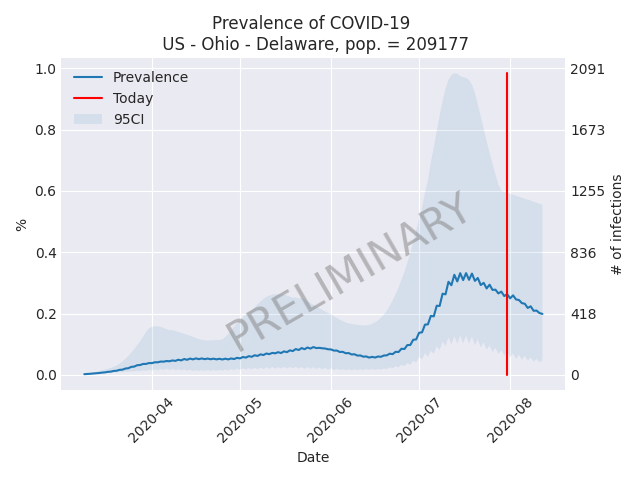 Prevalence of COVID-19
US - Ohio - Delaware, pop. = 209177
Prevalence
Today
95CI
PRELIMINARY
%
1.0
0.8
0.6
0.4
0.2
0.0
2091
1673
1255
836
418
0
# of infections
2020-04
2020-05
2020-06
2020-07
2020-08
Date